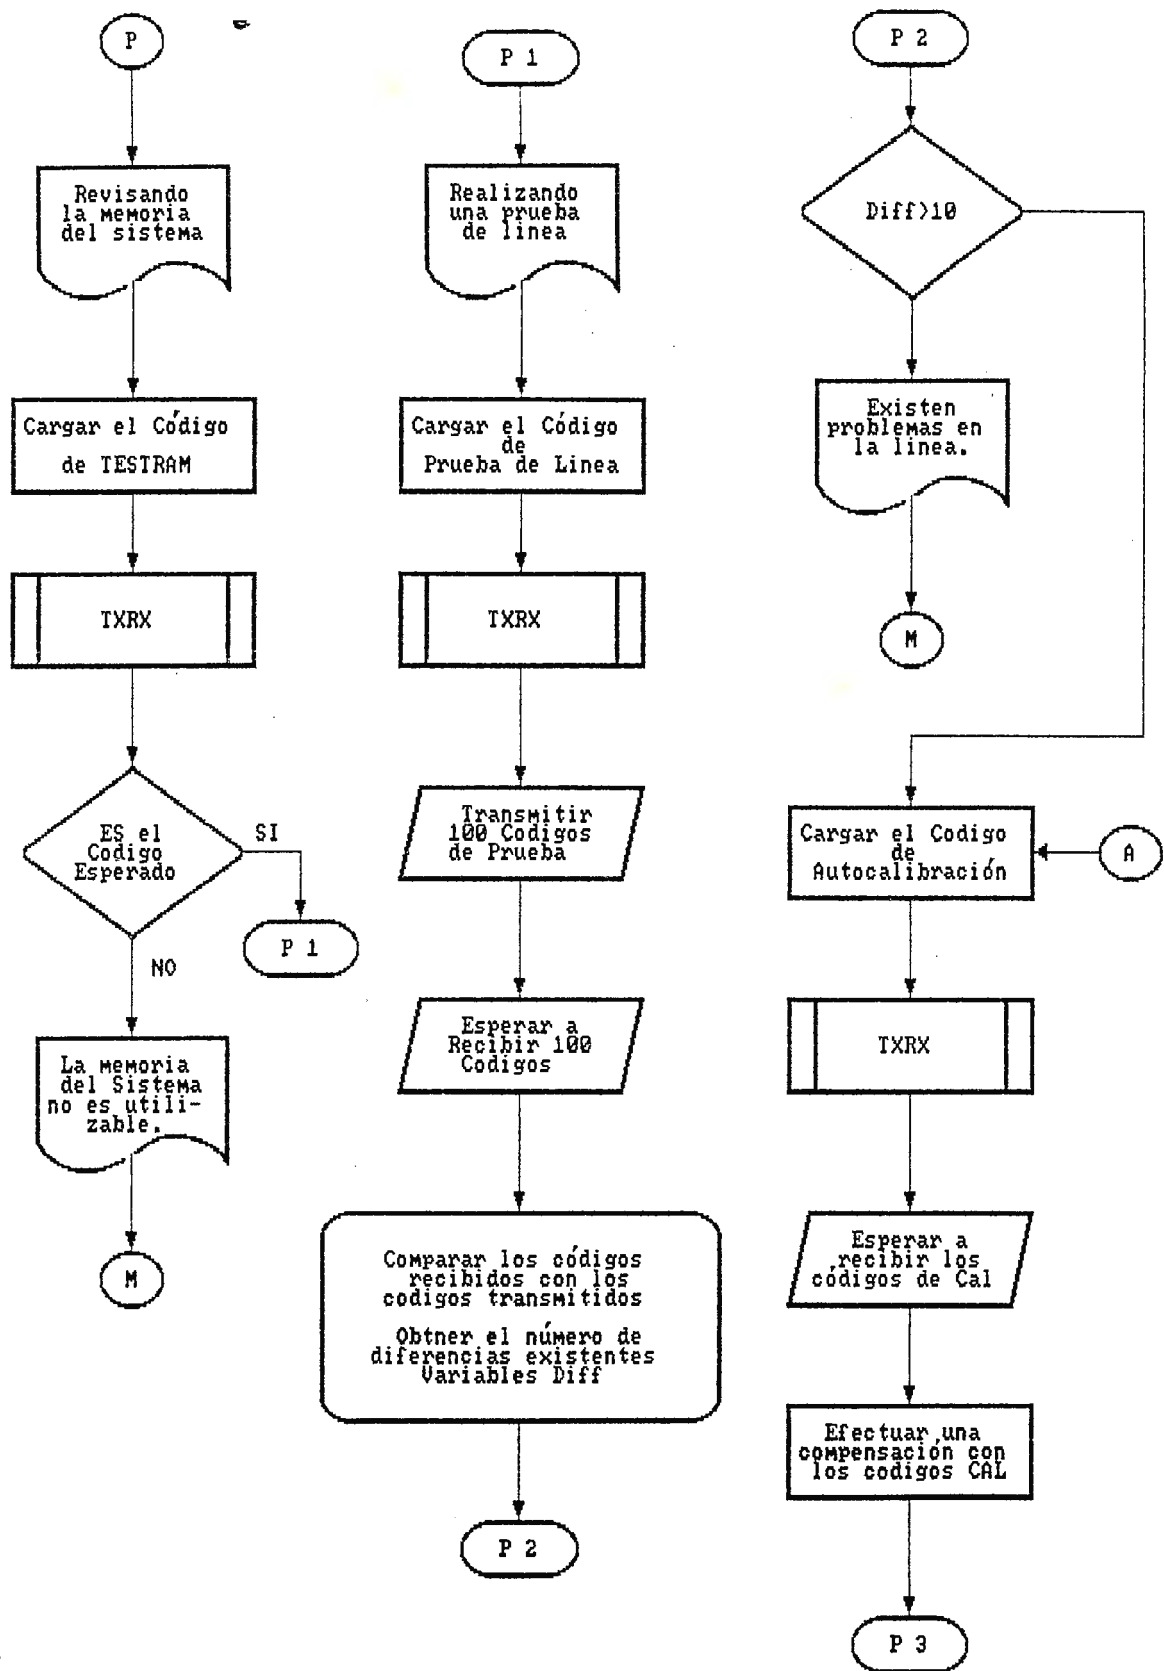 P
Revisando
la memoria
del sistema
Cargar el Código
de TESTRAM
TXRX
ES el
Codigo
Esperado
SI
P 1
NO
La memoria
del Sistema
no es utili-
zable.
M
P 1
Realizando
una prueba
de linea
Cargar el Código
de
Prueba de Linea
TXRX
Transmitir
100 Codigos
de Prueba
Esperar a
Recibir 100
Codigos
Comparar los códigos
recibidos con los
codigos transmitidos
Obtner el número de
diferencias existentes
Variables Diff
P 2
P 2
Diff>10
Existen
problemas en
la linea.
M
Cargar el Codigo
de
Autocalibración
A
TXRX
Esperar a
recibir los
códigos de Cal
Efectuar una
compensación con
los codigos CAL
P 3